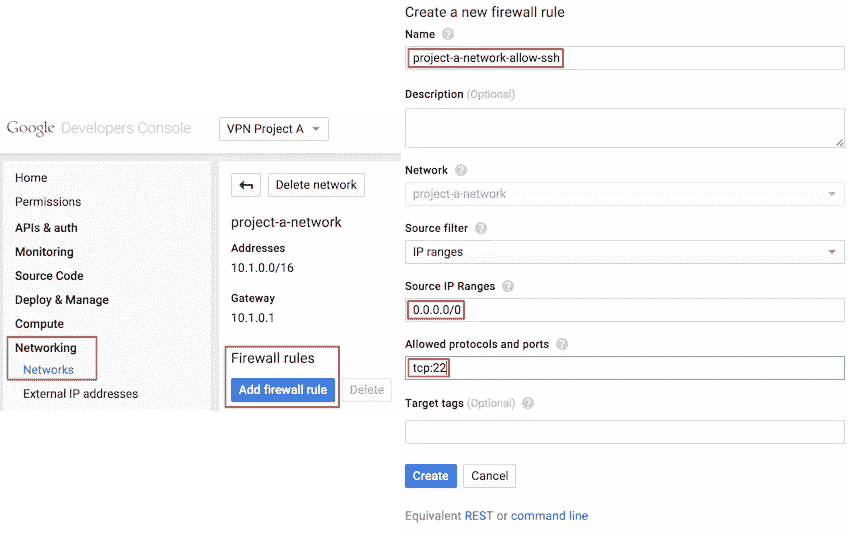 Google Developers Console
VPN Project A
Home
Permissions
APIs & auth
Monitoring
Source Code
Deploy & Manage
Compute
Networking
Networks
External IP addresses
Delete network
project-a-network
Addresses
10.1.0.0/16
Gateway
10.1.0.1
Firewall rules
Add firewall rule
Delete
Create a new firewall rule
Name ?
project-a-network-allow-ssh
Description (Optional)
Network ?
project-a-network
Source filter ?
IP ranges
Source IP Ranges ?
0.0.0.0/0
Allowed protocols and ports ?
tcp:22
Target tags (Optional) ?
Create Cancel
Equivalent REST or command line